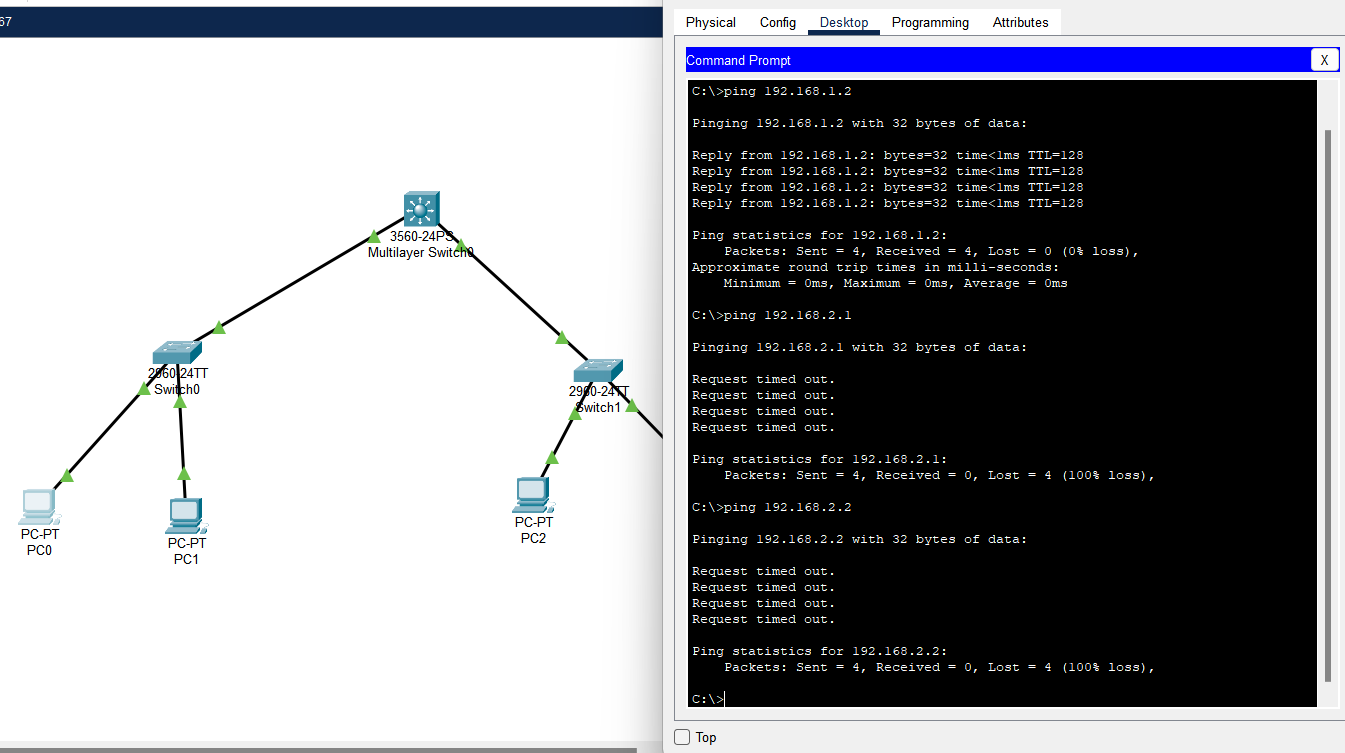 67
3560-24PS
Multilayer Switch0
2960-24TT
Switch0
2960-24TT
Switch1
PC-PT
PC0
PC-PT
PC1
PC-PT
PC2
Physical Config Desktop Programming Attributes
Command Prompt X
C:\>ping 192.168.1.2
Pinging 192.168.1.2 with 32 bytes of data:
Reply from 192.168.1.2: bytes=32 time<1ms TTL=128
Reply from 192.168.1.2: bytes=32 time<1ms TTL=128
Reply from 192.168.1.2: bytes=32 time<1ms TTL=128
Reply from 192.168.1.2: bytes=32 time<1ms TTL=128
Ping statistics for 192.168.1.2:
Packets: Sent = 4, Received = 4, Lost = 0 (0% loss),
Approximate round trip times in milli-seconds:
Minimum = 0ms, Maximum = 0ms, Average = 0ms
C:\>ping 192.168.2.1
Pinging 192.168.2.1 with 32 bytes of data:
Request timed out.
Request timed out.
Request timed out.
Request timed out.
Ping statistics for 192.168.2.1:
Packets: Sent = 4, Received = 0, Lost = 4 (100% loss),
C:\>ping 192.168.2.2
Pinging 192.168.2.2 with 32 bytes of data:
Request timed out.
Request timed out.
Request timed out.
Request timed out.
Ping statistics for 192.168.2.2:
Packets: Sent = 4, Received = 0, Lost = 4 (100% loss),
C:\>
Top